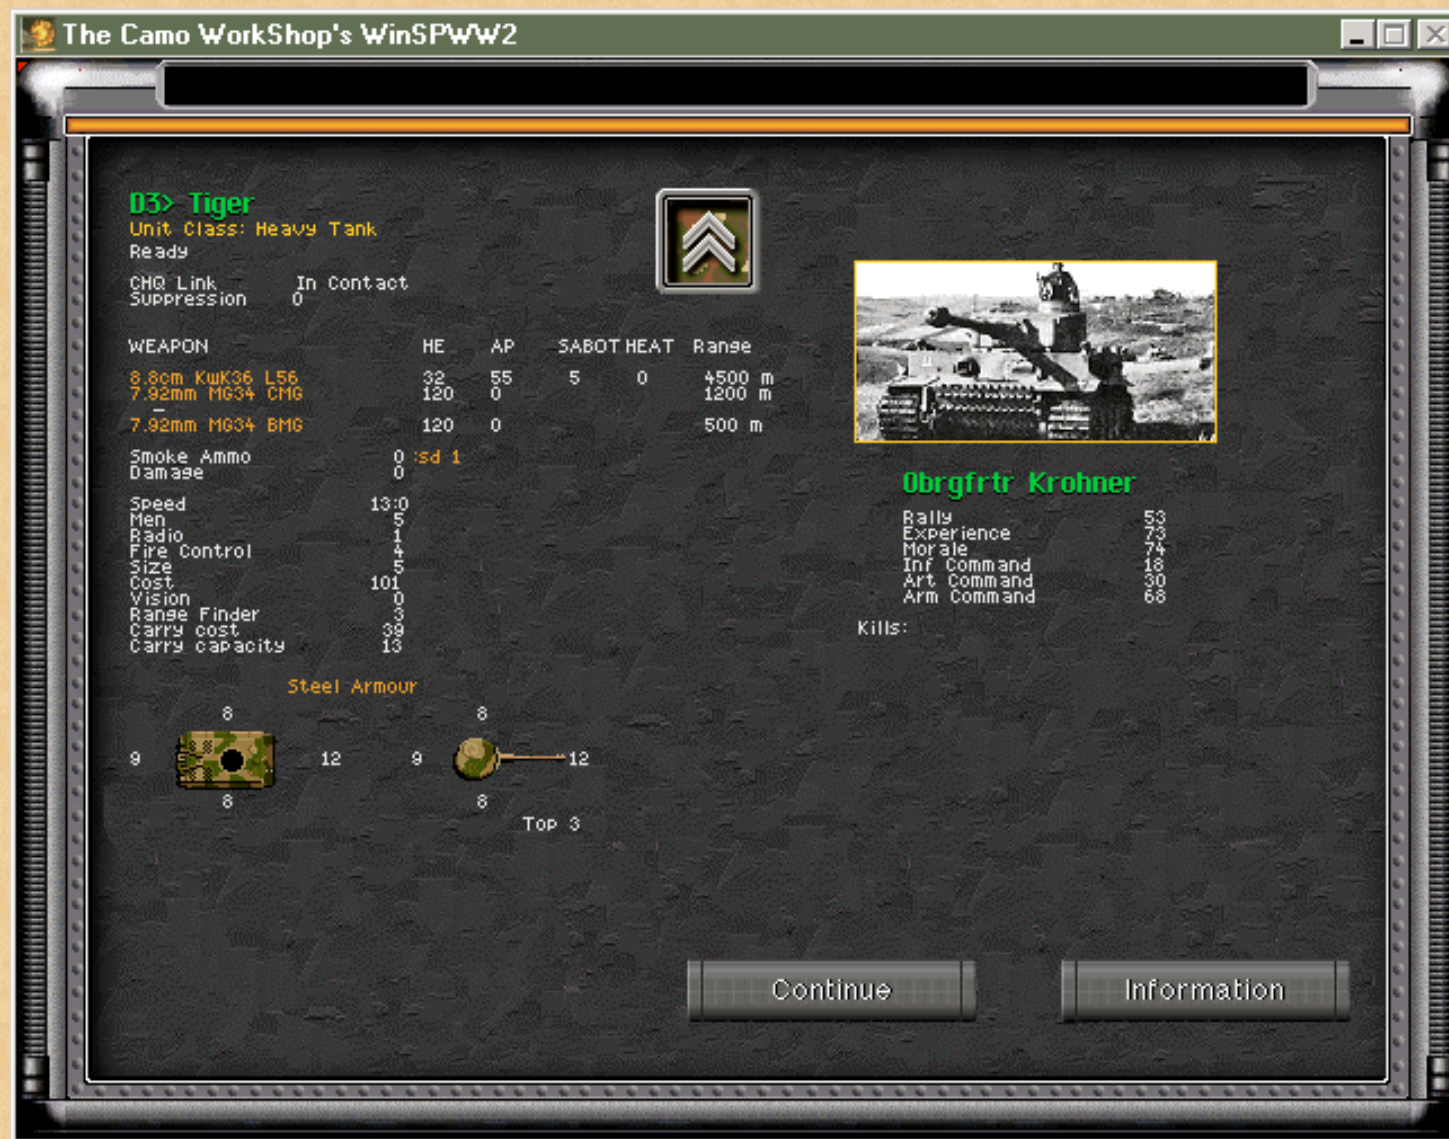 The Camo WorkShop's WinSPWW2
D3> Tiger
Unit Class: Heavy Tank
Ready
CHQ Link In Contact
Suppression 0
WEAPON HE AP SABOT HEAT Range
8.8cm KwK36 L56 32 55 5 0 4500 m
7.92mm MG34 CMG 120 0 1200 m
7.92mm MG34 BMG 120 0 500 m
Smoke Ammo 0 :sd 1
Damage 0
Speed 13:0
Men 5
Radio 1
Fire Control 4
Size 5
Cost 101
Vision 0
Range Finder 3
Carry cost 39
Carry capacity 13
Steel Armour
8 8
9 12 9 12
8 8
Top 3
Obrgfrtr Krohner
Rally 53
Experience 73
Morale 74
Inf Command 18
Art Command 30
Arm Command 68
Kills:
Continue Information